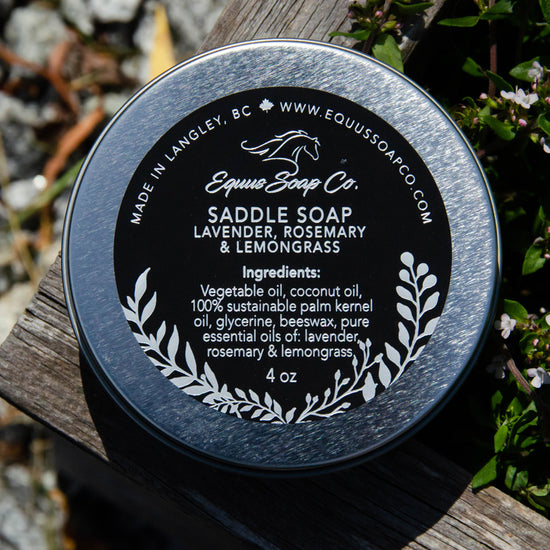 MADE IN LANGLEY, BC 🍁 WWW.EQUUSSOAPCO.COM
Equus Soap Co.
SADDLE SOAP
LAVENDER, ROSEMARY
& LEMONGRASS
Ingredients:
Vegetable oil, coconut oil,
100% sustainable palm kernel
oil, glycerine, beeswax, pure
essential oils of: lavender,
rosemary & lemongrass,
4 oz